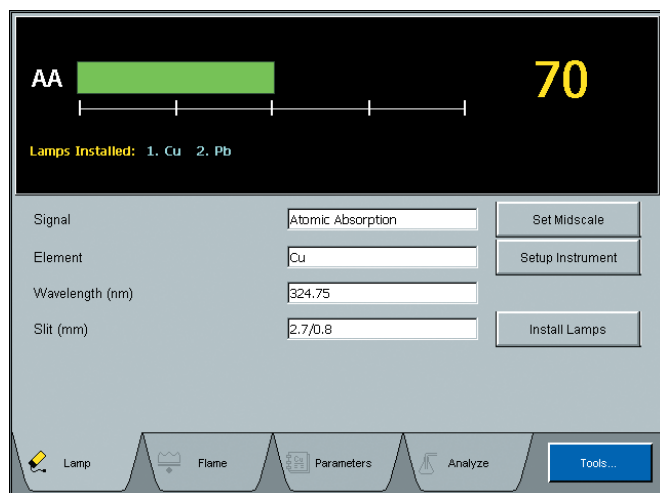 AA 70
Lamps Installed: 1. Cu 2. Pb
Signal Atomic Absorption Set Midscale
Element Cu Setup Instrument
Wavelength (nm) 324.75
Slit (mm) 2.7/0.8 Install Lamps
Lamp Flame Parameters Analyze Tools...